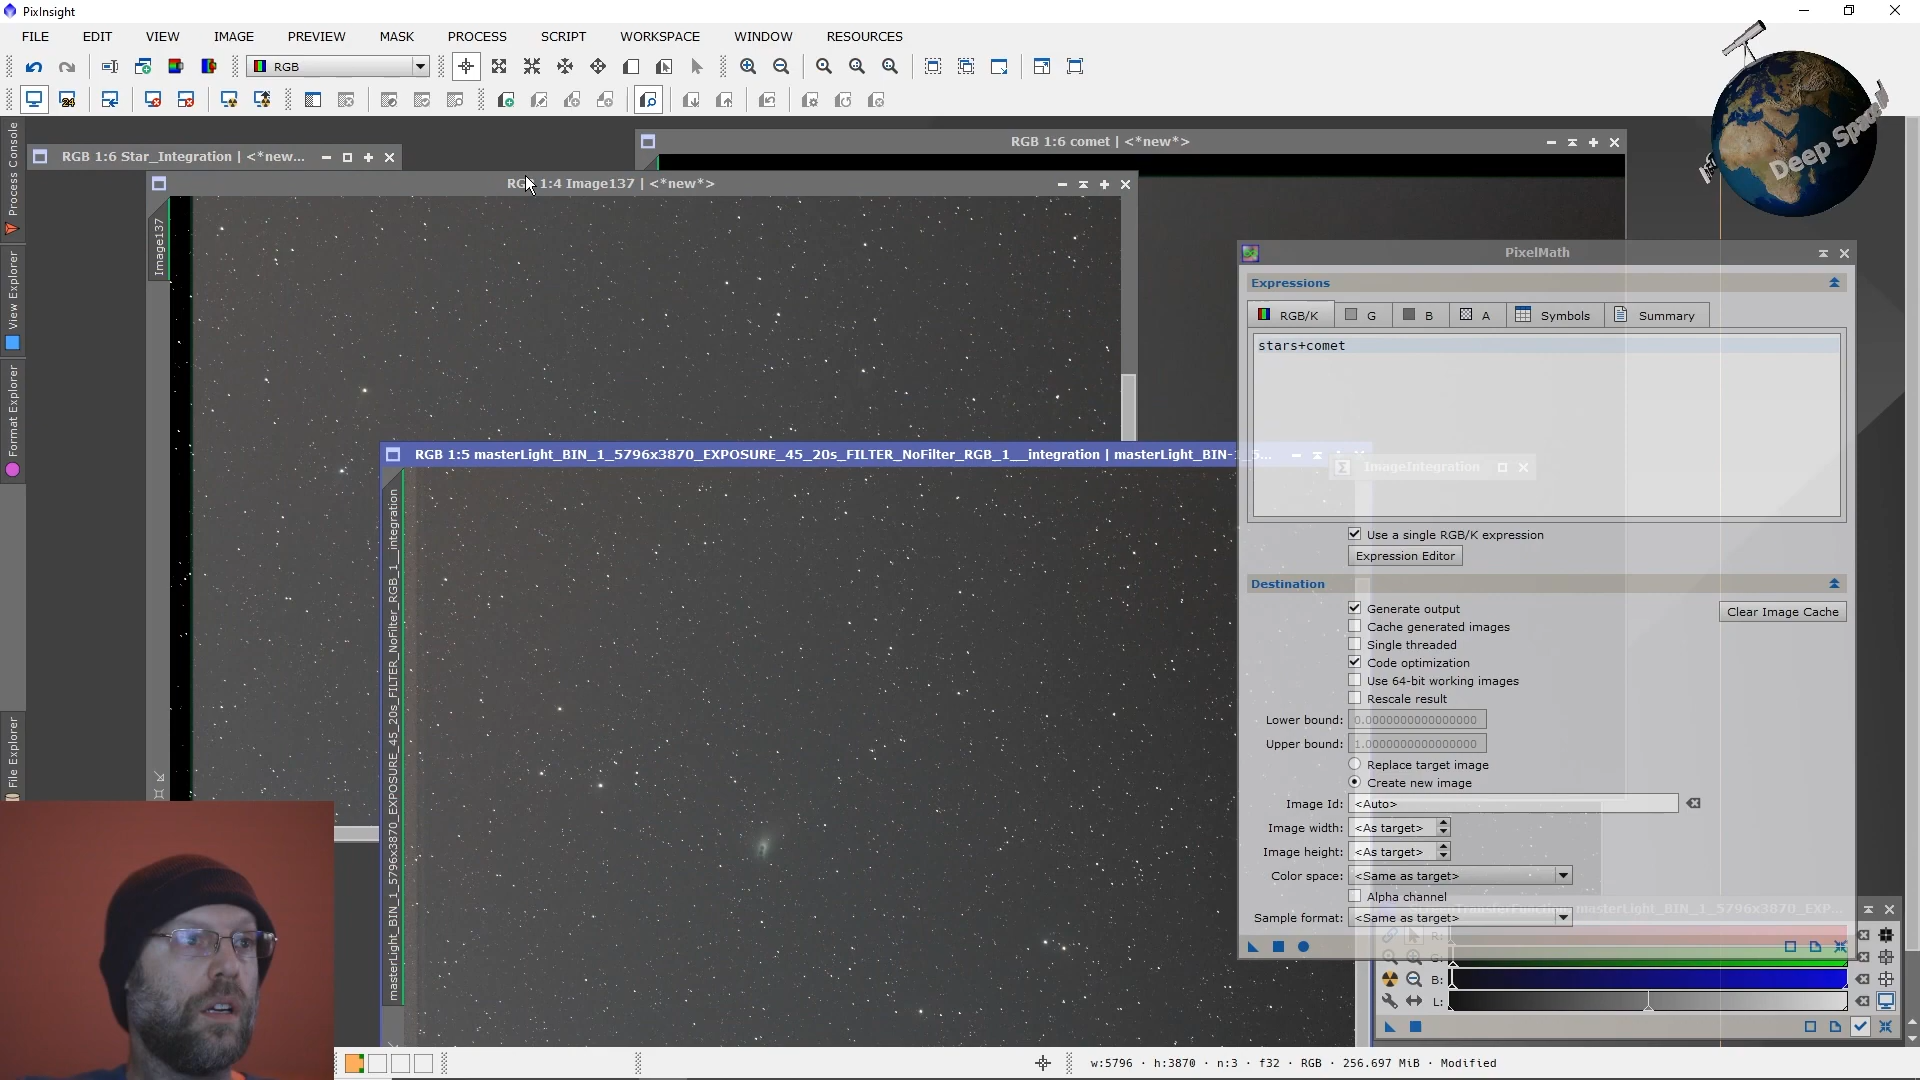 PixInsight
FILE EDIT VIEW IMAGE PREVIEW MASK PROCESS SCRIPT WORKSPACE WINDOW RESOURCES
RGB
24
Deep Space
Process Console
View Explorer
Format Explorer
File Explorer
RGB 1:6 Star_Integration | <*new...
RGB 1:6 comet | <*new*>
RGB 1:4 Image137 | <*new*>
Image137
RGB 1:5 masterLight_BIN_1_5796x3870_EXPOSURE_45_20s_FILTER_NoFilter_RGB_1__integration | masterLight_BIN-1_5...
masterLight_BIN_1_5796x3870_EXPOSURE_45_20s_FILTER_NoFilter_RGB_1__integration
PixelMath
Expressions
RGB/K G B A Symbols Summary
stars+comet
ImageIntegration
Use a single RGB/K expression
Expression Editor
Destination
Generate output
Clear Image Cache
Cache generated images
Single threaded
Code optimization
Use 64-bit working images
Rescale result
Lower bound: 0.0000000000000000
Upper bound: 1.0000000000000000
Replace target image
Create new image
Image Id: <Auto>
Image width: <As target>
Image height: <As target>
Color space: <Same as target>
Alpha channel
Sample format: <Same as target>
masterLight_BIN_1_5796x3870_EXP...
R:
G:
B:
L:
w:5796 · h:3870 · n:3 · f32 · RGB · 256.697 MiB · Modified